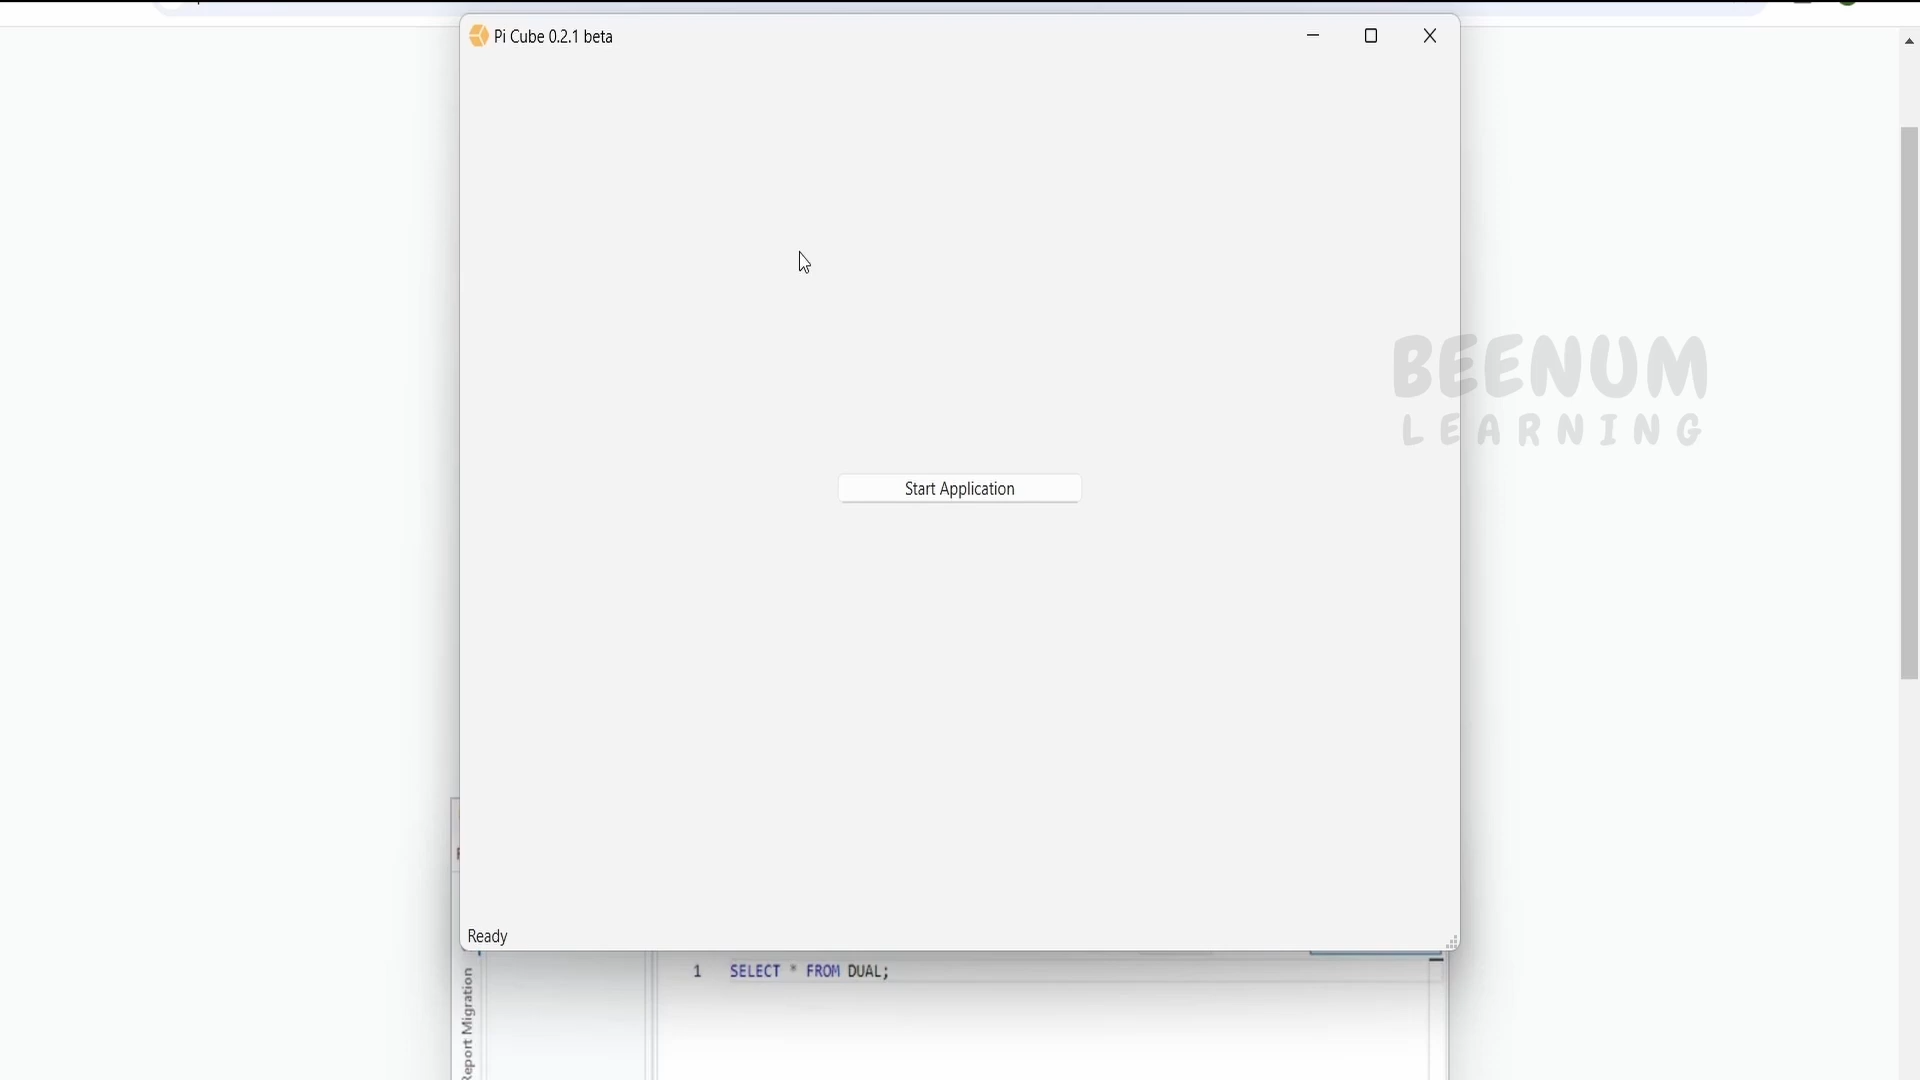 Pi Cube 0.2.1 beta
BEENUM
LEARNING
Start Application
Ready
1 SELECT * FROM DUAL;
Report Migration